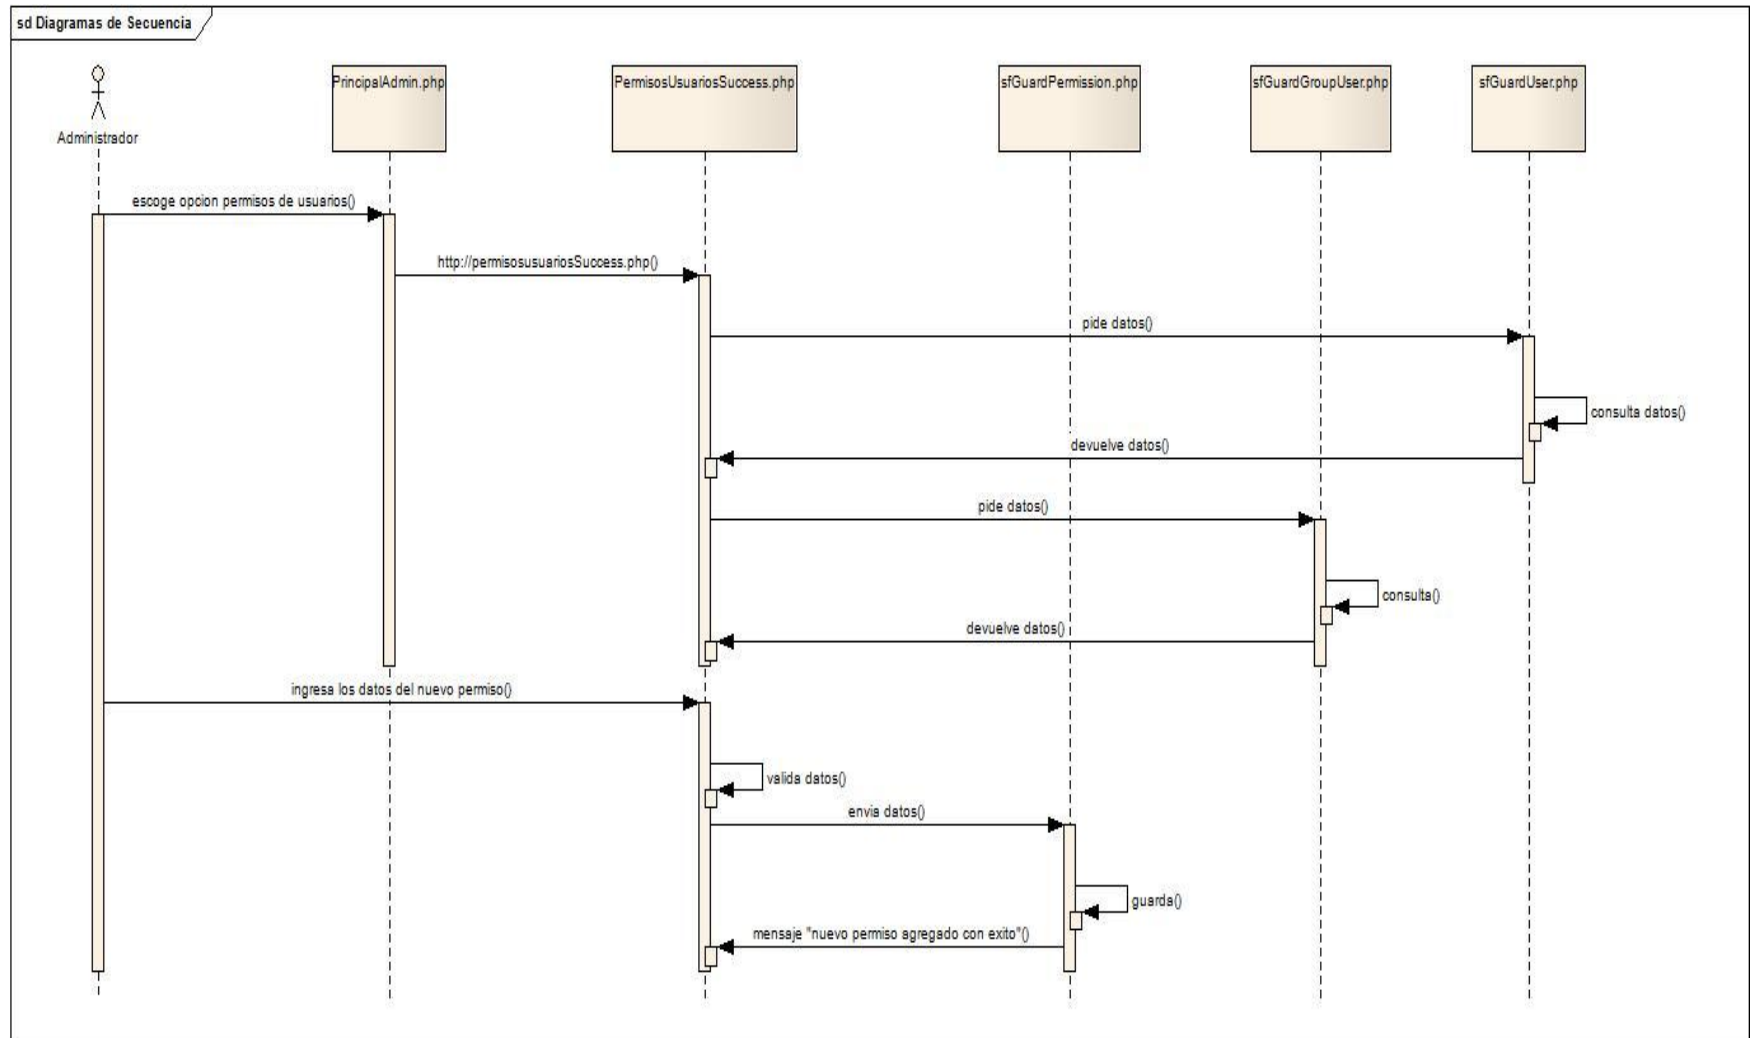 sd Diagramas de Secuencia
Administrador
PrincipalAdmin.php
PermisosUsuariosSuccess.php
sfGuardPermission.php
sfGuardGroupUser.php
sfGuardUser.php
escoge opcion permisos de usuarios()
http://permisosusuariosSuccess.php()
pide datos()
consulta datos()
devuelve datos()
pide datos()
consulta()
devuelve datos()
ingresa los datos del nuevo permiso()
valida datos()
envia datos()
guarda()
mensaje "nuevo permiso agregado con exito"()